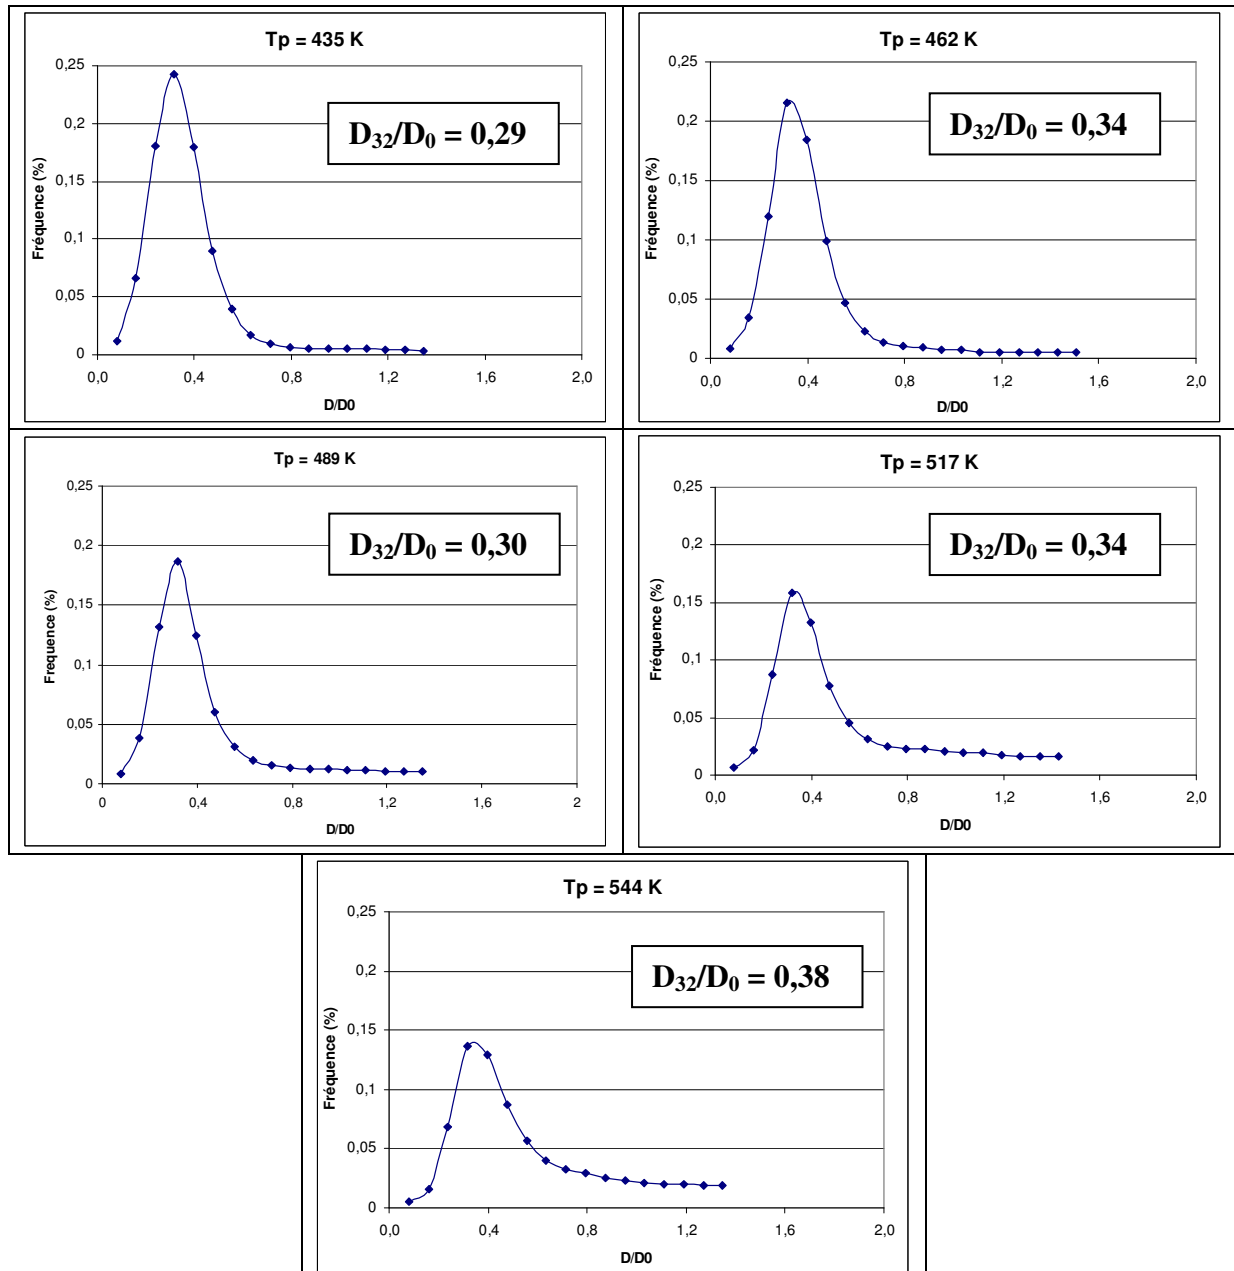 Tp = 435 K
0,25
0,2
0,15
0,1
0,05
0
Fréquence (%)
D32/D0 = 0,29
0,0 0,4 0,8 1,2 1,6 2,0
D/D0
Tp = 462 K
0,25
0,2
0,15
0,1
0,05
0
Fréquence (%)
D32/D0 = 0,34
0,0 0,4 0,8 1,2 1,6 2,0
D/D0
Tp = 489 K
0,25
0,2
0,15
0,1
0,05
0
Frequence (%)
D32/D0 = 0,30
0 0,4 0,8 1,2 1,6 2
D/D0
Tp = 517 K
0,25
0,2
0,15
0,1
0,05
0
Fréquence (%)
D32/D0 = 0,34
0,0 0,4 0,8 1,2 1,6 2,0
D/D0
Tp = 544 K
0,25
0,2
0,15
0,1
0,05
0
Fréquence (%)
D32/D0 = 0,38
0,0 0,4 0,8 1,2 1,6 2,0
D/D0